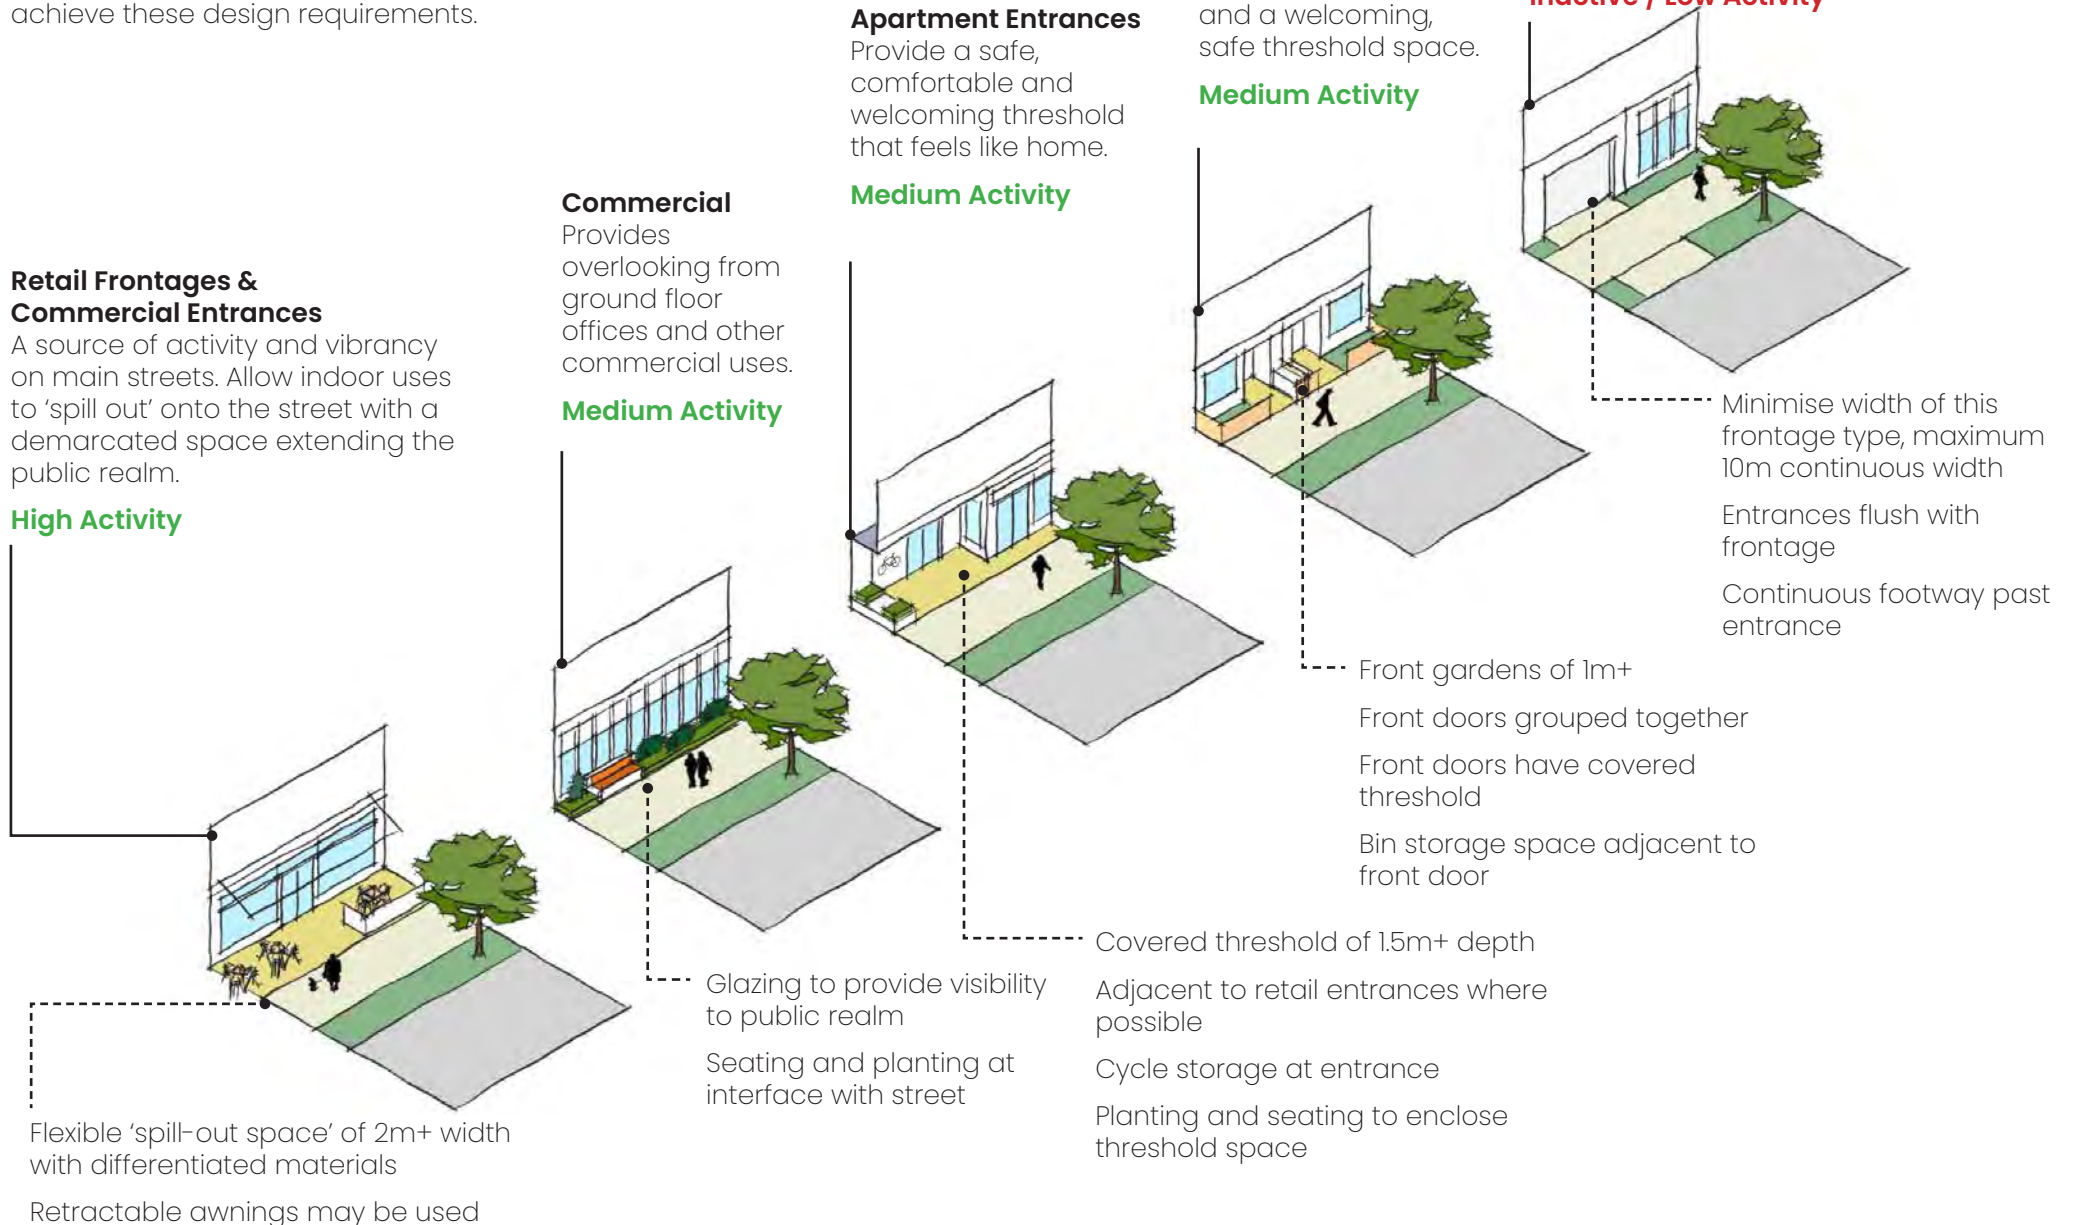 achieve these design requirements.
Retail Frontages &
Commercial Entrances
A source of activity and vibrancy
on main streets. Allow indoor uses
to ‘spill out’ onto the street with a
demarcated space extending the
public realm.
High Activity
Commercial
Provides
overlooking from
ground floor
offices and other
commercial uses.
Medium Activity
Apartment Entrances
Provide a safe,
comfortable and
welcoming threshold
that feels like home.
Medium Activity
and a welcoming,
safe threshold space.
Medium Activity
Inactive / Low Activity
Flexible ‘spill-out space’ of 2m+ width
with differentiated materials
Retractable awnings may be used
Glazing to provide visibility
to public realm
Seating and planting at
interface with street
Covered threshold of 1.5m+ depth
Adjacent to retail entrances where
possible
Cycle storage at entrance
Planting and seating to enclose
threshold space
Front gardens of 1m+
Front doors grouped together
Front doors have covered
threshold
Bin storage space adjacent to
front door
Minimise width of this
frontage type, maximum
10m continuous width
Entrances flush with
frontage
Continuous footway past
entrance